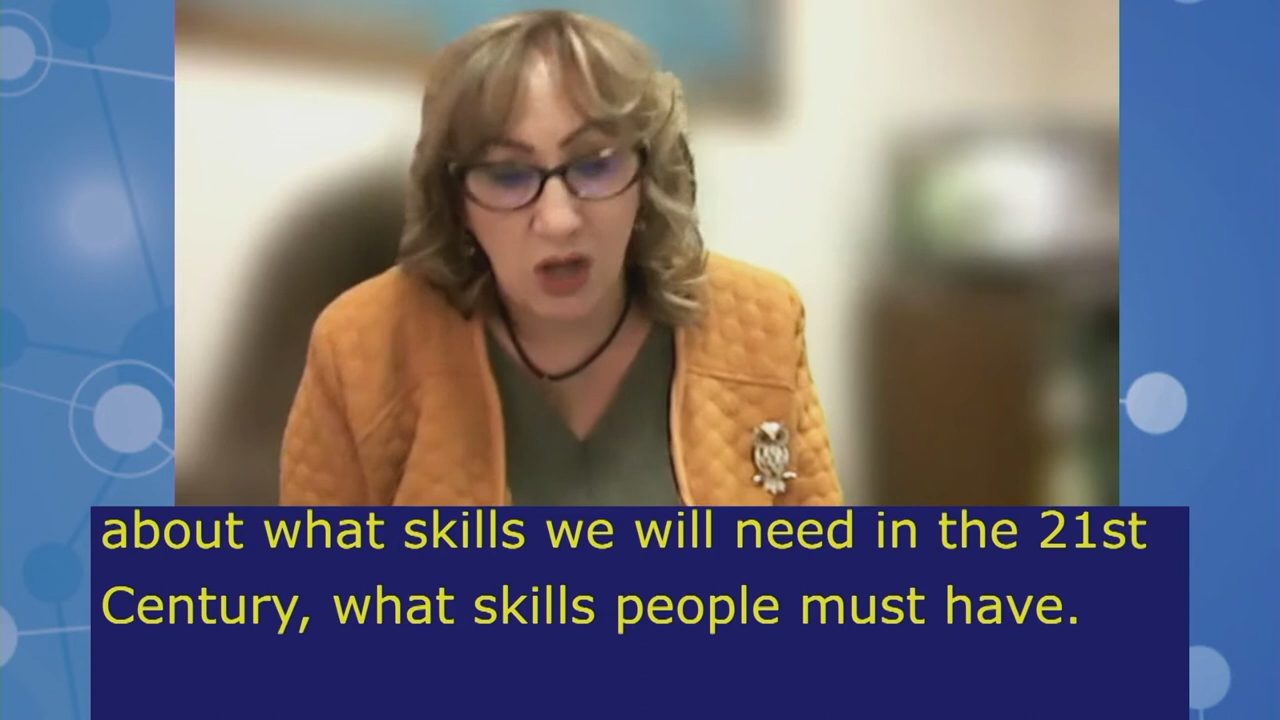 about what skills we will need in the 21st
Century, what skills people must have.